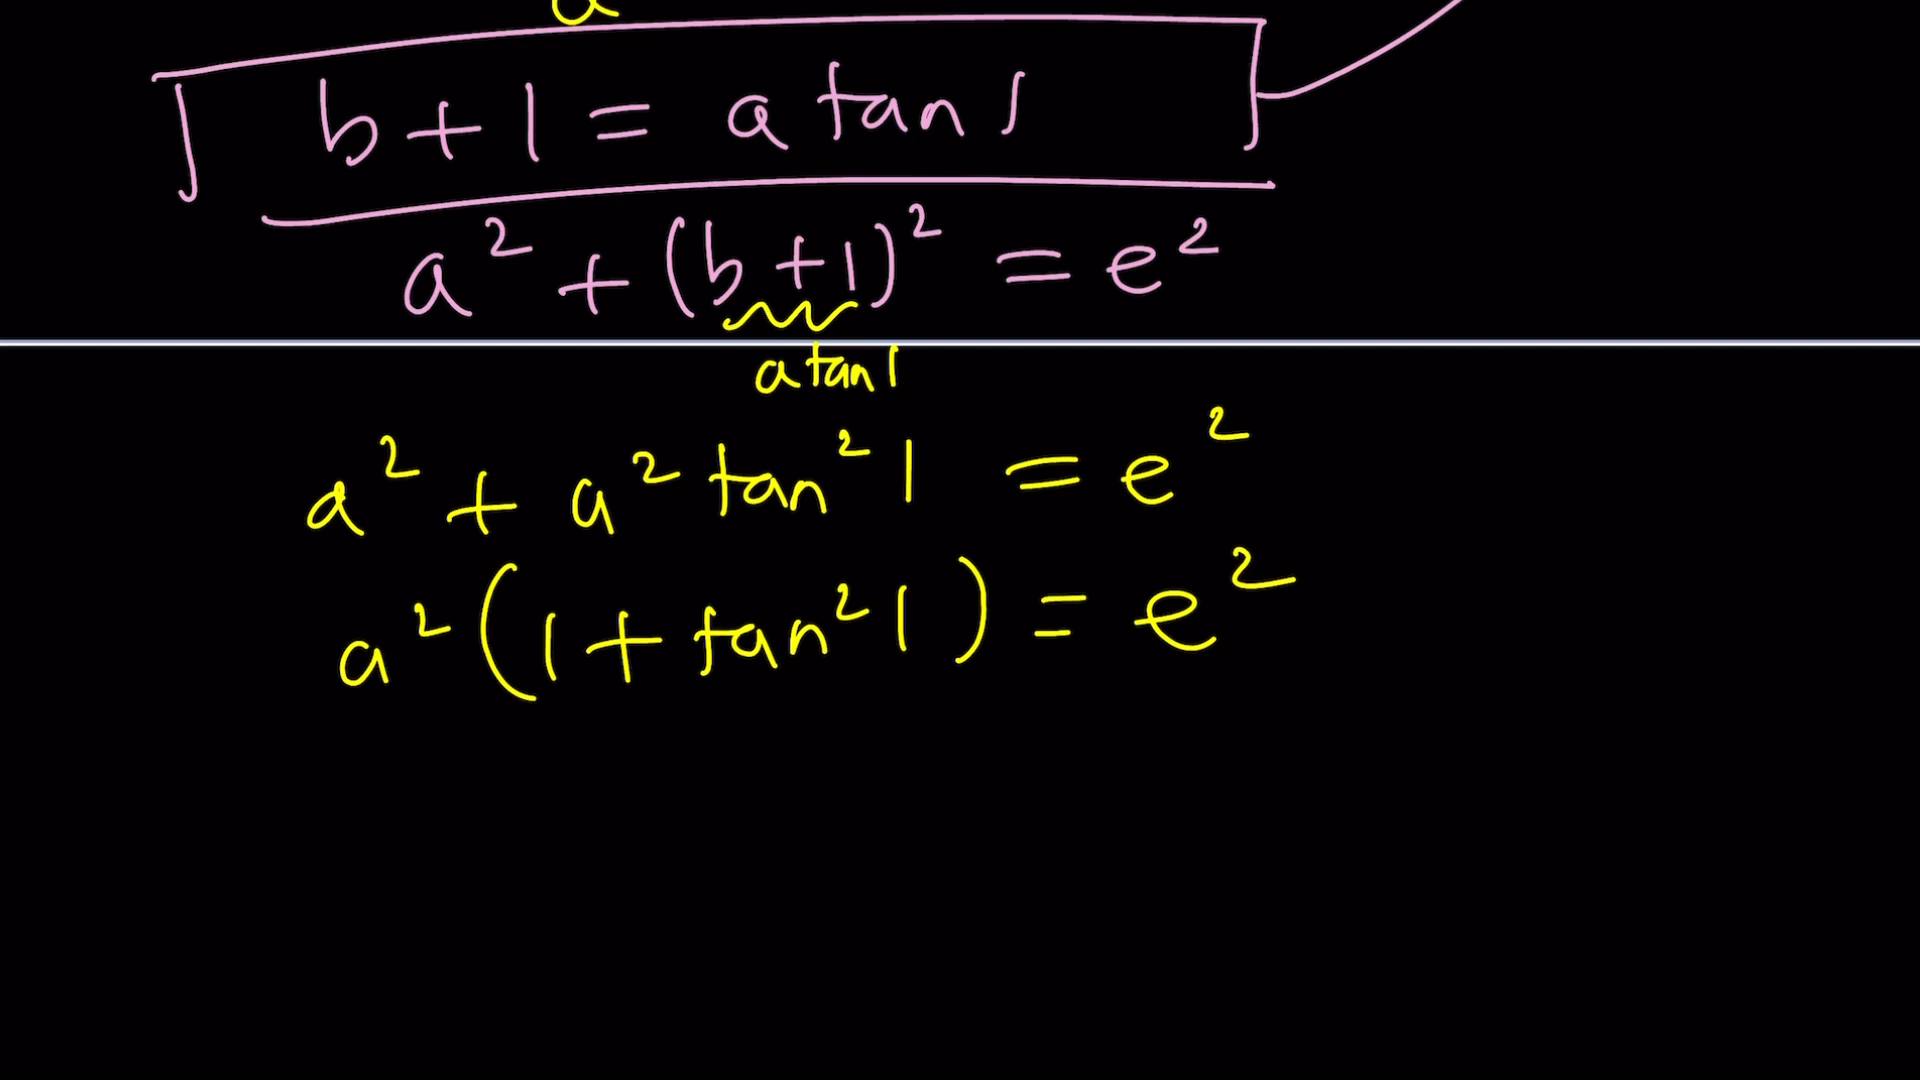 b + 1 = a tan 1
a² + (b + 1)² = e²
a tan 1
a² + a² tan² 1 = e²
a² (1 + tan² 1) = e²